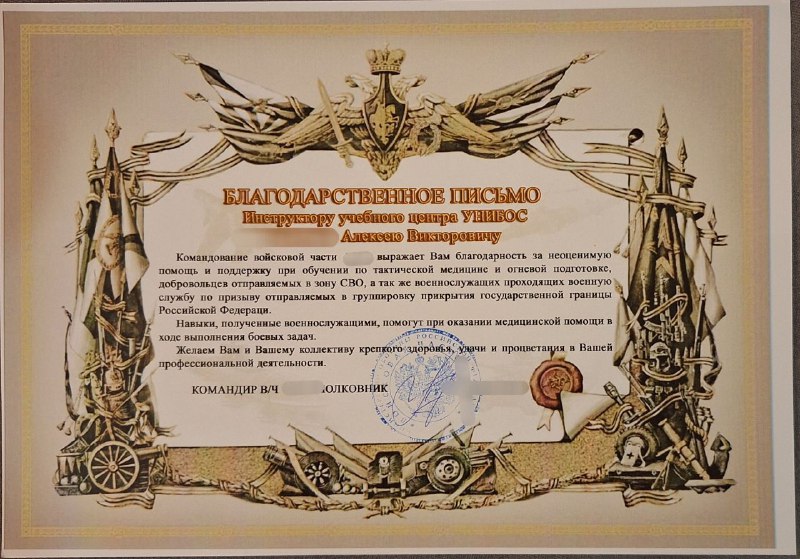 БЛАГОДАРСТВЕННОЕ ПИСЬМО
Инструктору учебного центра УНИБОС
Алексею Викторовичу
Командование войсковой части выражает Вам благодарность за неоценимую
помощь и поддержку при обучении по тактической медицине и огневой подготовке,
добровольцев отправляемых в зону СВО, а так же военнослужащих проходящих военную
службу по призыву отправляемых в группировку прикрытия государственной границы
Российской Федераци.
Навыки, полученные военнослужащими, помогут при оказании медицинской помощи в
ходе выполнения боевых задач.
Желаем Вам и Вашему коллективу крепкого здоровья, удачи и процветания в Вашей
профессиональной деятельности.
КОМАНДИР В/Ч ОЛКОВНИК